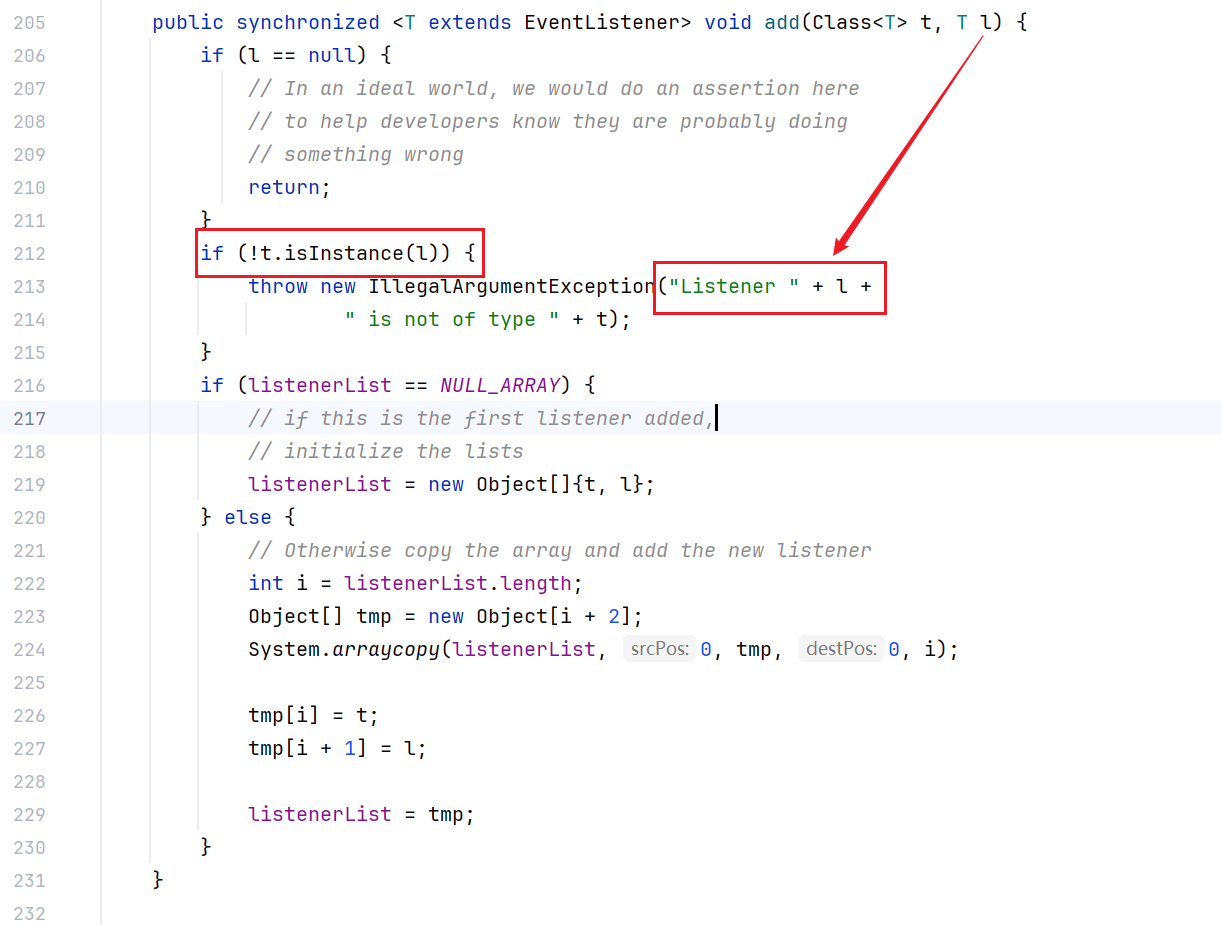 205 public synchronized <T extends EventListener> void add(Class<T> t, T l) {
206 if (l == null) {
207 // In an ideal world, we would do an assertion here
208 // to help developers know they are probably doing
209 // something wrong
210 return;
211 }
212 if (!t.isInstance(l)) {
213 throw new IllegalArgumentException("Listener " + l +
214 " is not of type " + t);
215 }
216 if (listenerList == NULL_ARRAY) {
217 // if this is the first listener added,
218 // initialize the lists
219 listenerList = new Object[]{t, l};
220 } else {
221 // Otherwise copy the array and add the new listener
222 int i = listenerList.length;
223 Object[] tmp = new Object[i + 2];
224 System.arraycopy(listenerList, srcPos: 0, tmp, destPos: 0, i);
225
226 tmp[i] = t;
227 tmp[i + 1] = l;
228
229 listenerList = tmp;
230 }
231 }
232